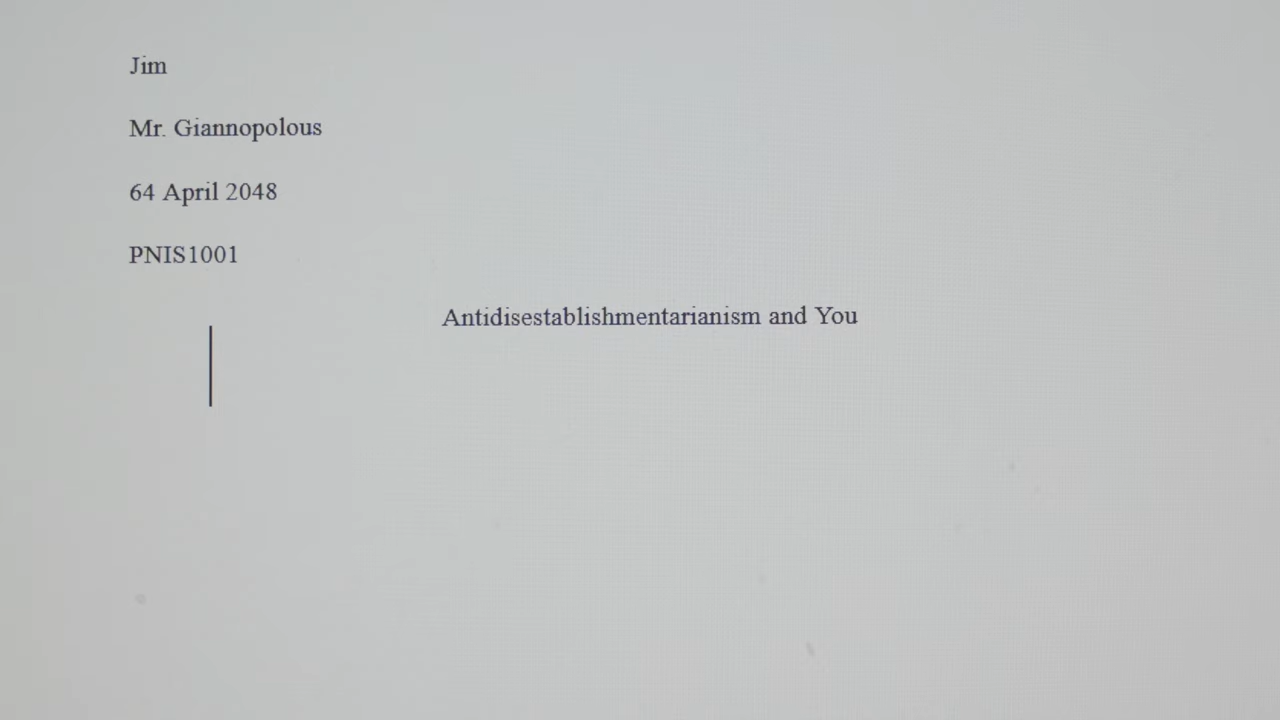 Jim
Mr. Giannopolous
64 April 2048
PNIS1001
Antidisestablishmentarianism and You